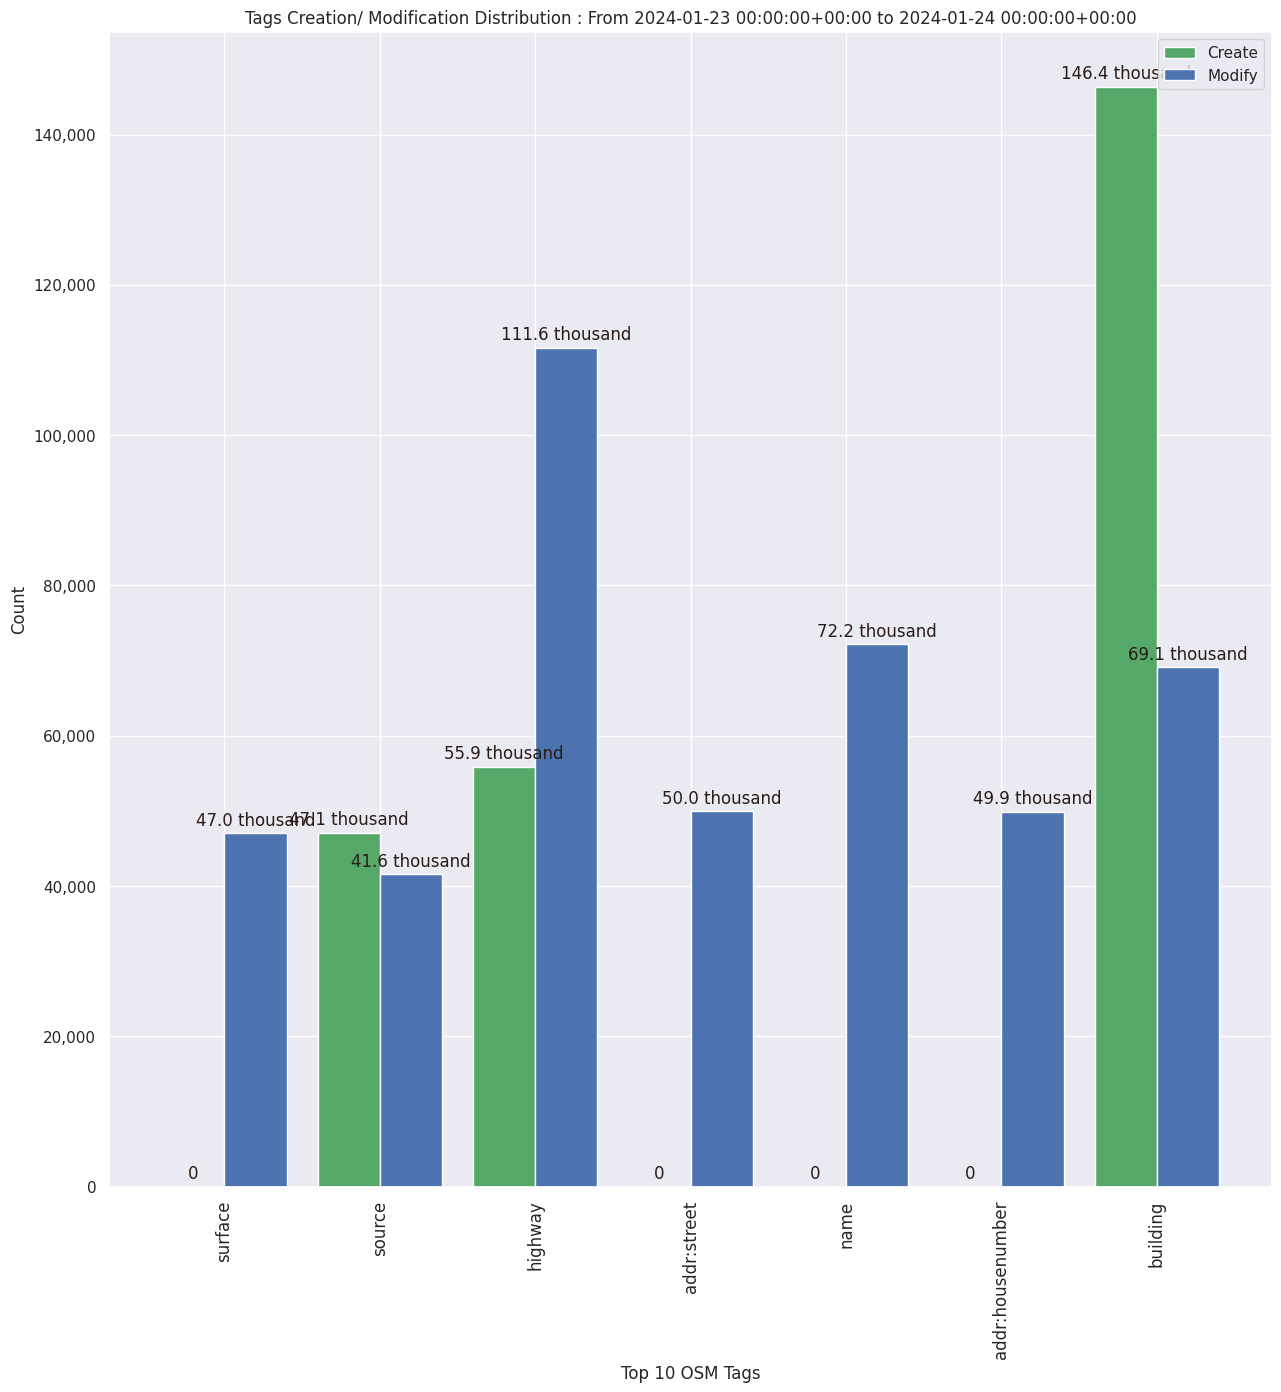 Tags Creation/ Modification Distribution : From 2024-01-23 00:00:00+00:00 to 2024-01-24 00:00:00+00:00
Create
Modify
146.4
140,000
120,000
111.6 thousand
100,000
80,000
72.2 thousand
69.1 thousand
60,000
55.9 thousand
50.0 thousand
49.9 thousand
47.0 thousand
47.1 thousand
41.6 thousand
40,000
20,000
0
0
0
0
0
Count
surface
source
highway
addr:street
name
addr:housenumber
building
Top 10 OSM Tags